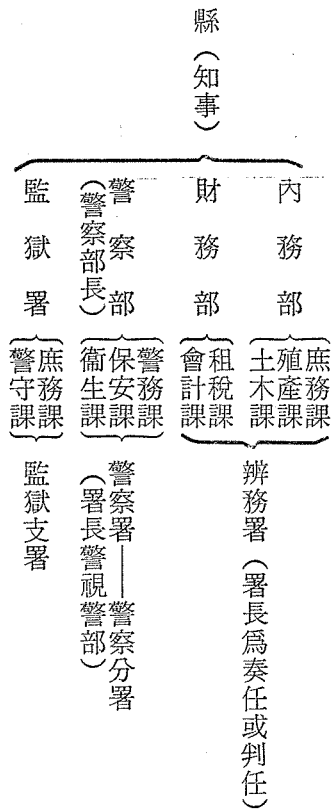 縣（知事）
內務部
庶務課
殖產課
土木課
財務部
租稅課
會計課
辨務署（署長爲奏任或判任）
警察部
（警察部長）
警務課
保安課
衞生課
警察署——警察分署
（署長警視警部）
監獄署
庶務課
警守課
監獄支署